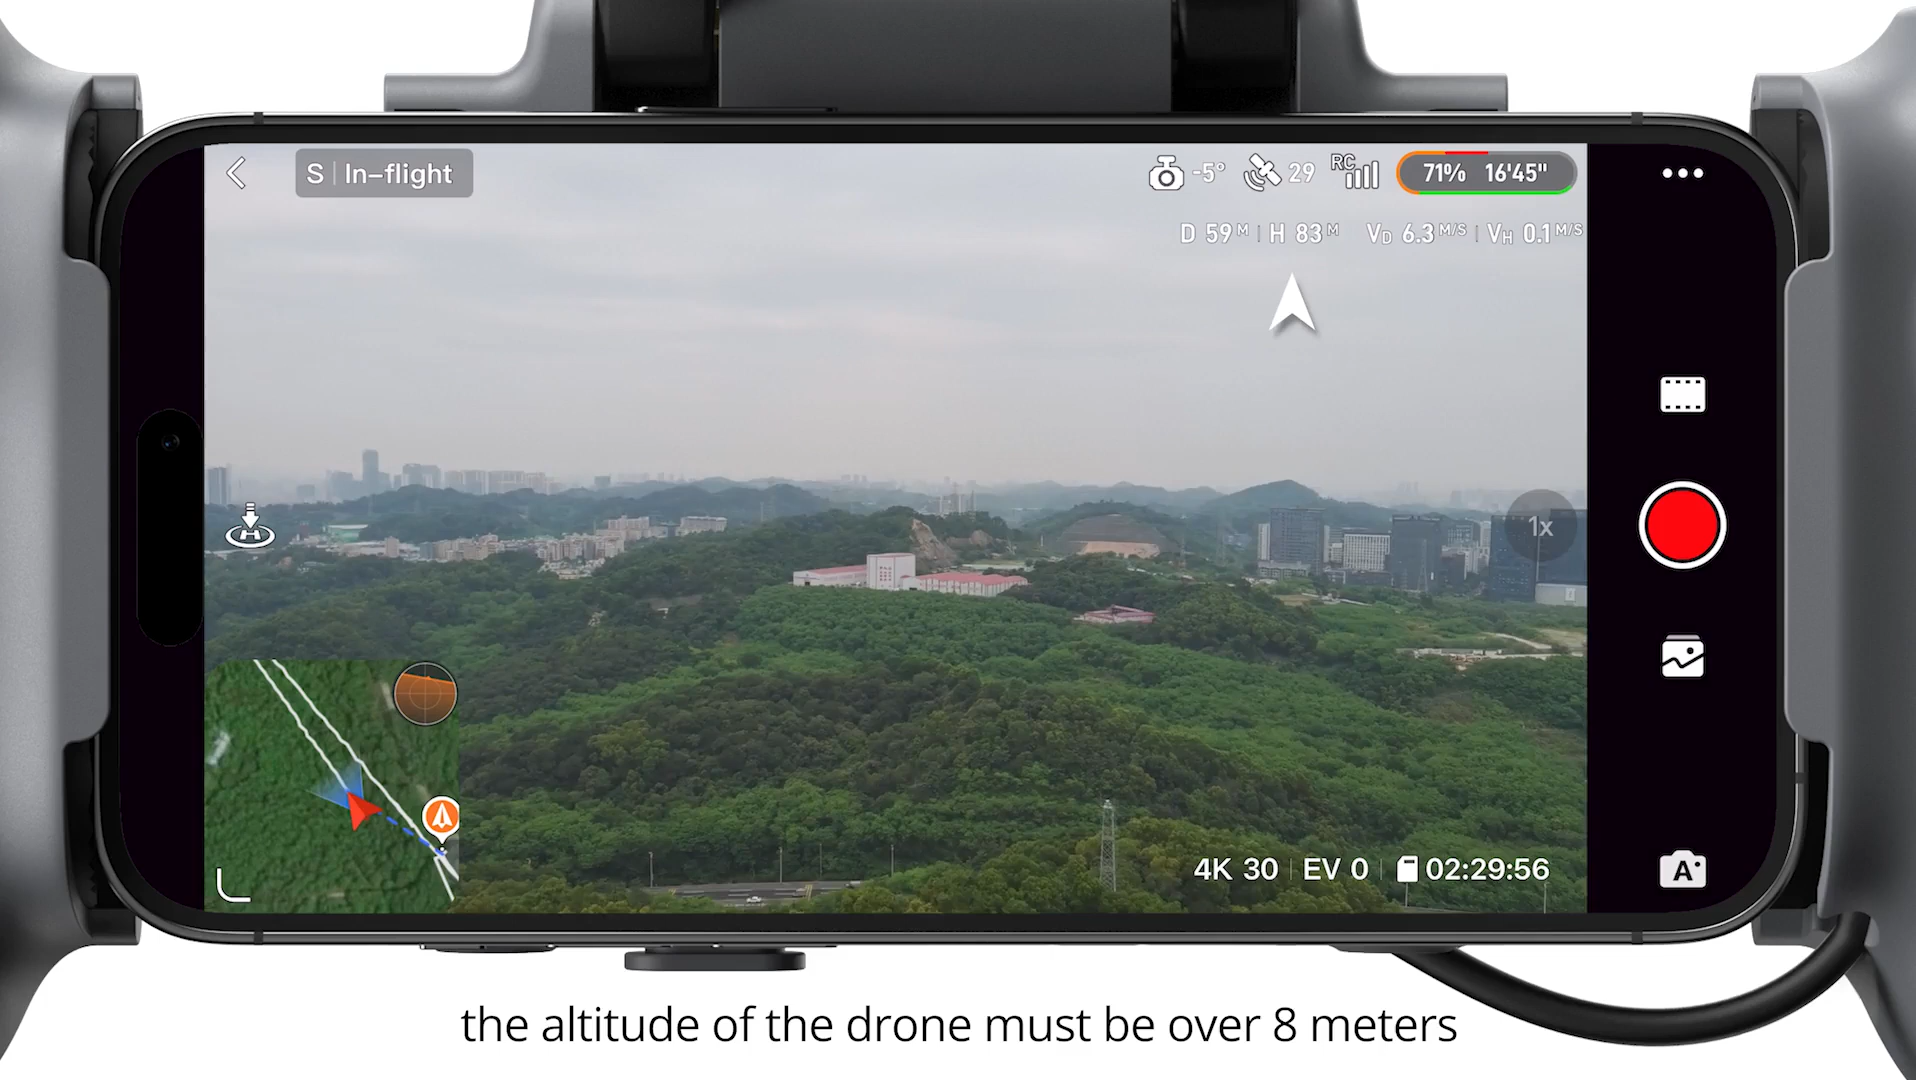 S In-flight
-5° 29 RC 71% 16'45"
D 59 M H 83 M VD 6.3 M/S VH 0.1 M/S
H
1x
4K 30 EV 0 02:29:56
A
the altitude of the drone must be over 8 meters